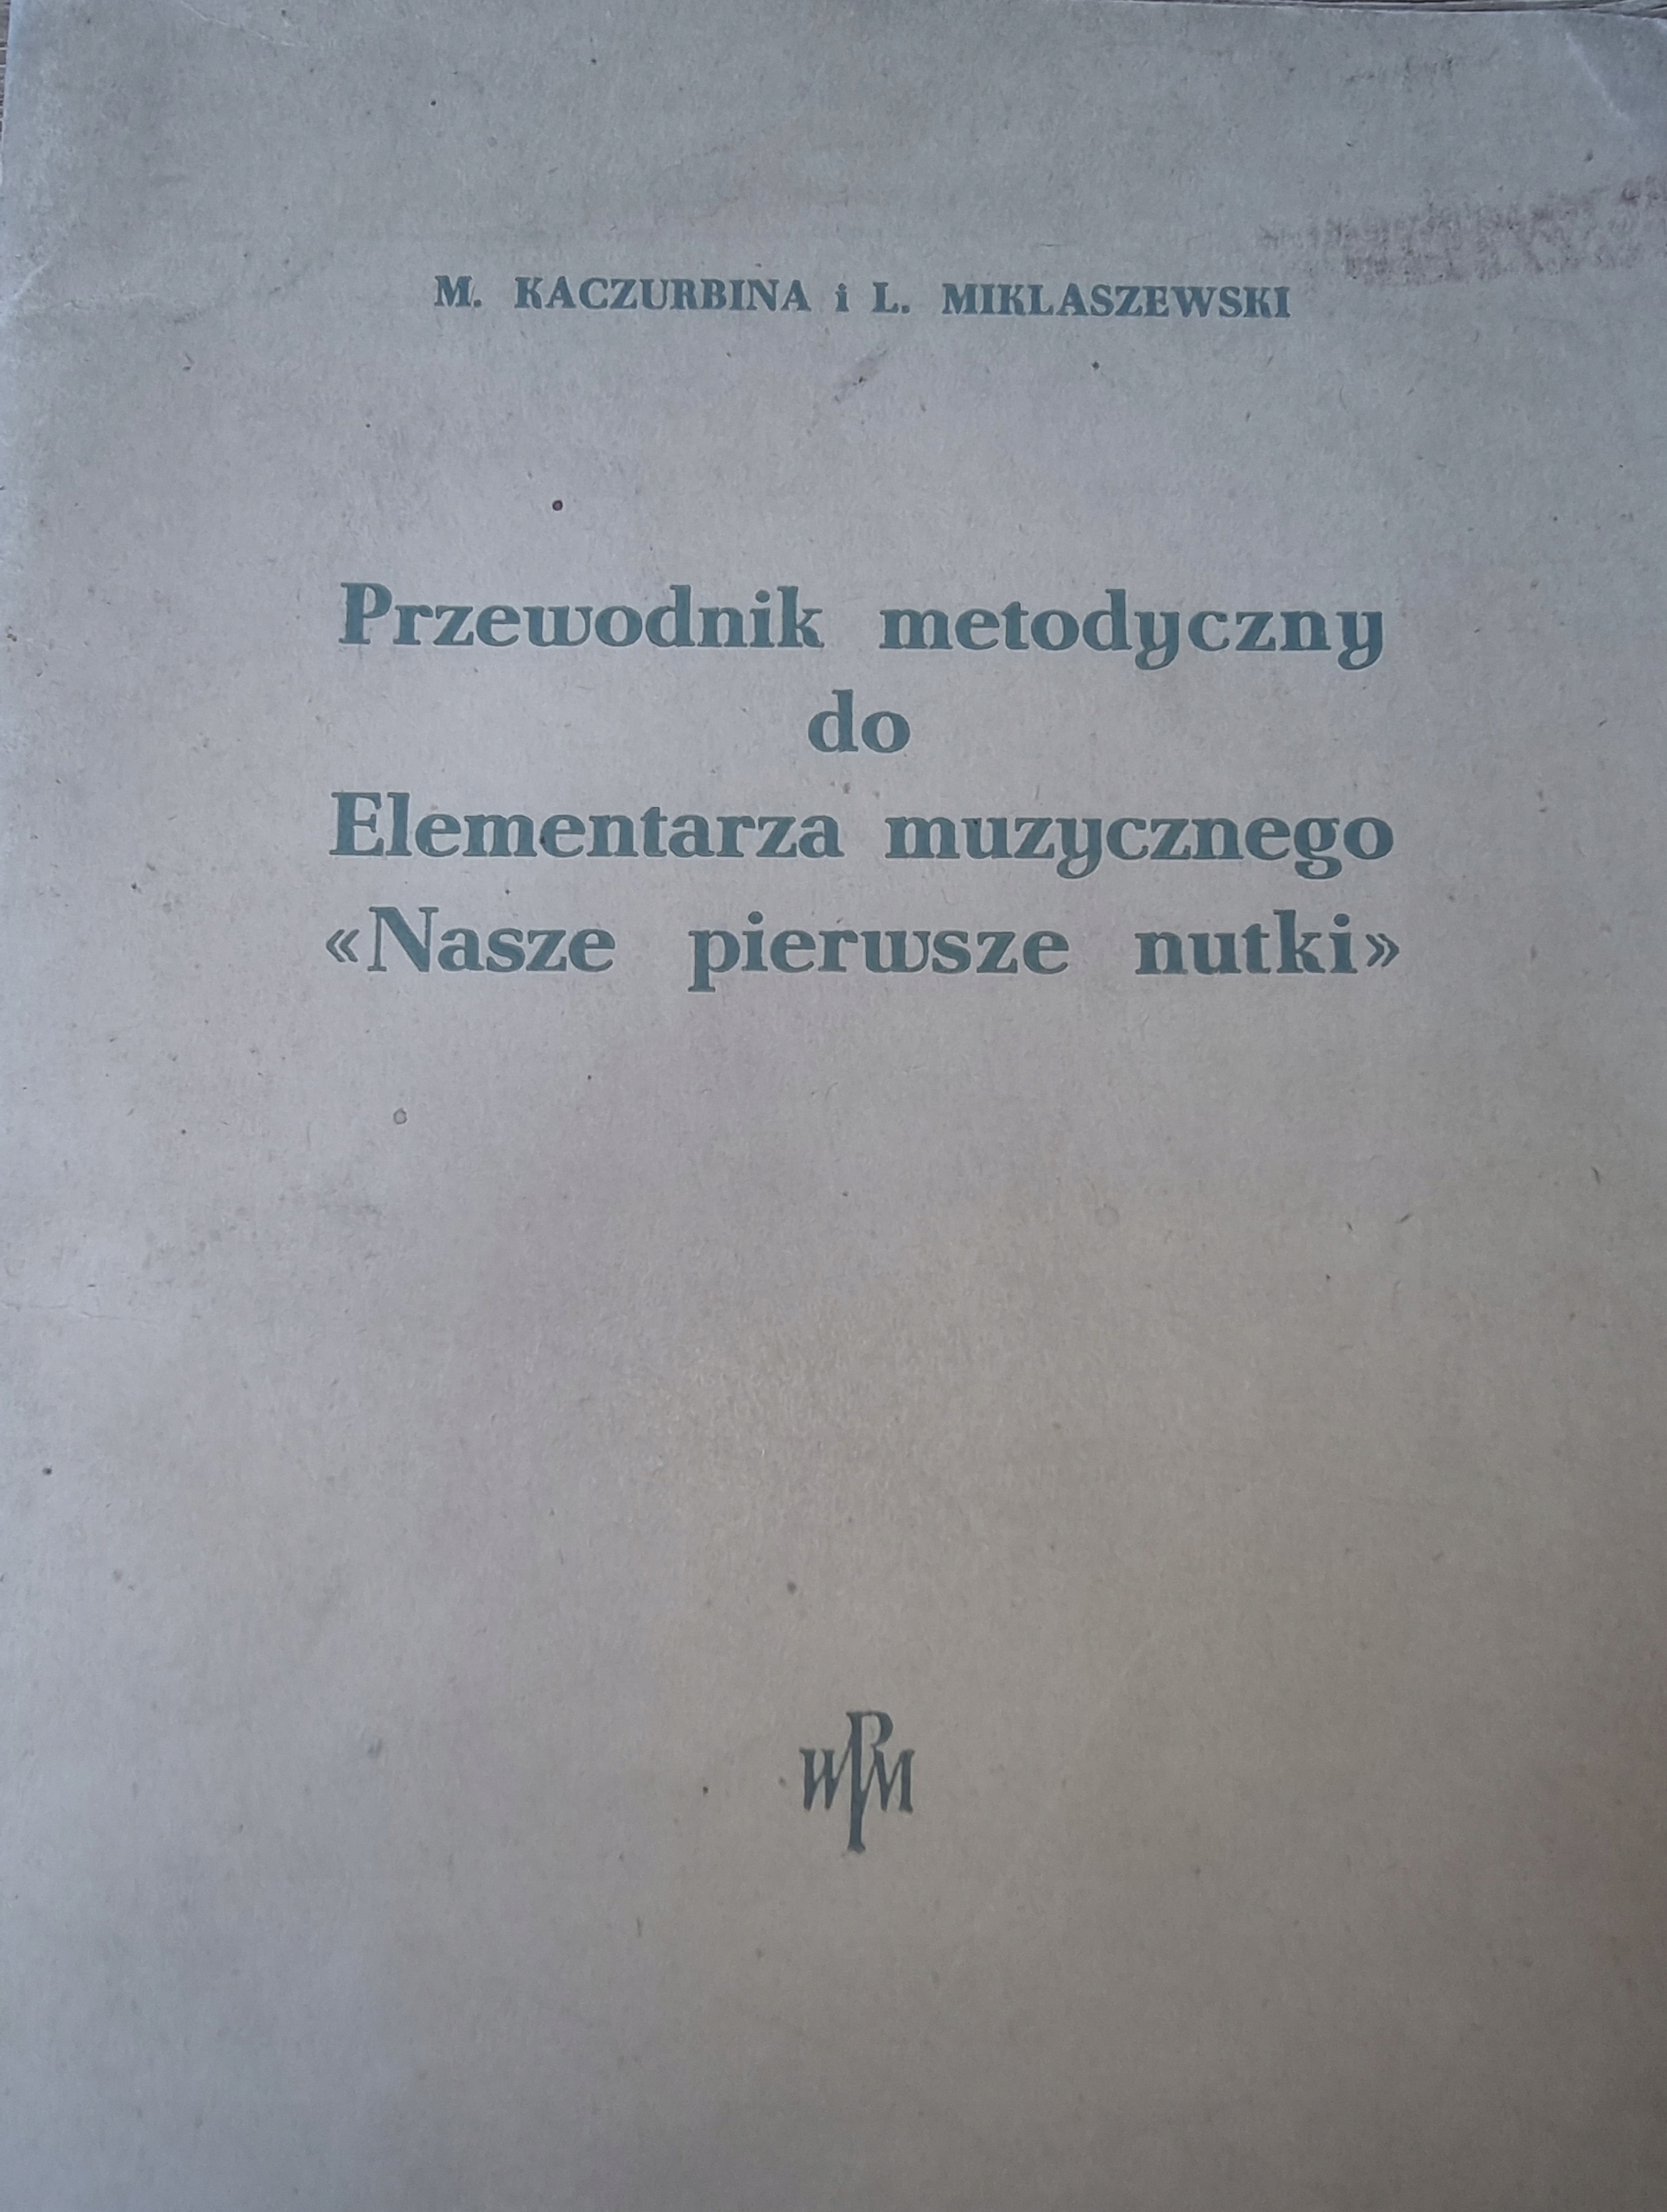 M. KACZURBINA i L. MIKLASZEWSKI
Przewodnik metodyczny
do
Elementarza muzycznego
«Nasze pierwsze nutki»
WPM